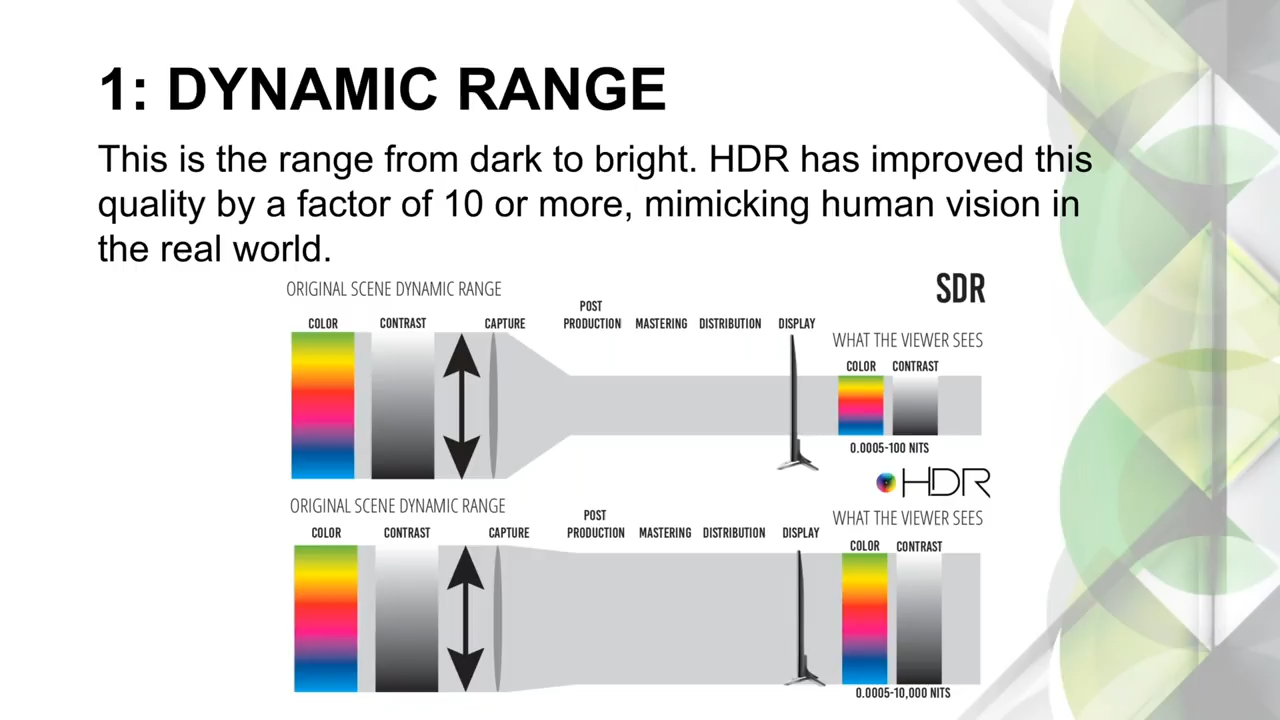 1: DYNAMIC RANGE
This is the range from dark to bright. HDR has improved this
quality by a factor of 10 or more, mimicking human vision in
the real world.
SDR
ORIGINAL SCENE DYNAMIC RANGE
COLOR
CONTRAST
CAPTURE
POST
PRODUCTION
MASTERING
DISTRIBUTION
DISPLAY
WHAT THE VIEWER SEES
COLOR
CONTRAST
0.0005-100 NITS
HDR
ORIGINAL SCENE DYNAMIC RANGE
COLOR
CONTRAST
CAPTURE
POST
PRODUCTION
MASTERING
DISTRIBUTION
DISPLAY
WHAT THE VIEWER SEES
COLOR
CONTRAST
0.0005-10,000 NITS